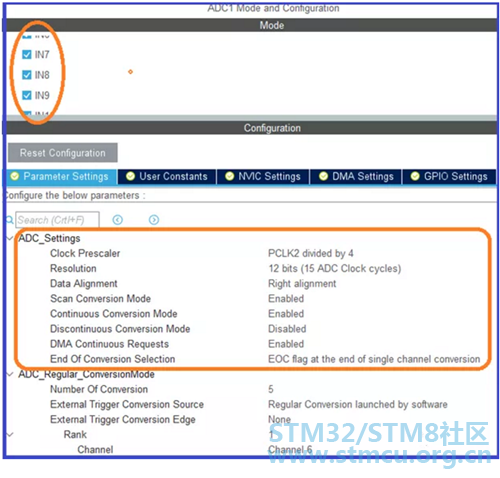 ADC1 Mode and Configuration
Mode
IN7
IN8
IN9
Configuration
Reset Configuration
Parameter Settings
User Constants
NVIC Settings
DMA Settings
GPIO Settings
Configure the below parameters :
Search (CrtI+F)
ADC_Settings
Clock Prescaler PCLK2 divided by 4
Resolution 12 bits (15 ADC Clock cycles)
Data Alignment Right alignment
Scan Conversion Mode Enabled
Continuous Conversion Mode Enabled
Discontinuous Conversion Mode Disabled
DMA Continuous Requests Enabled
End Of Conversion Selection EOC flag at the end of single channel conversion
ADC_Regular_ConversionMode
Number Of Conversion 5
External Trigger Conversion Source Regular Conversion launched by software
External Trigger Conversion Edge None
Rank 1
Channel Channel 6
STM32/STM8社区
www.stmcu.org.cn